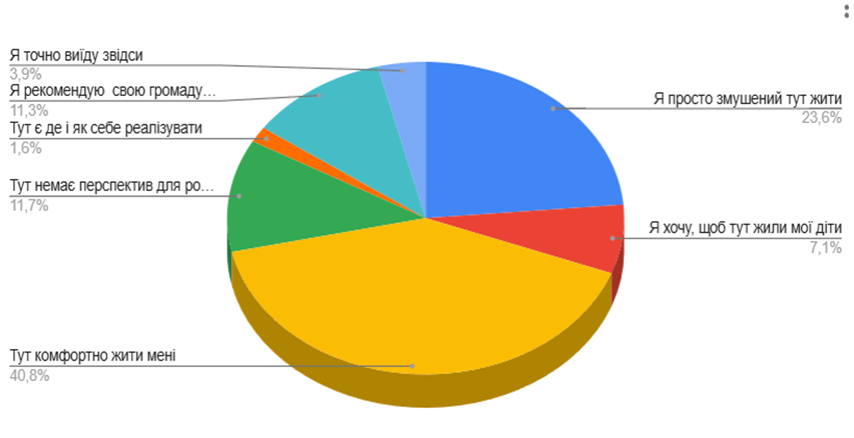 Я точно виїду звідси
3,9%
Я рекомендую свою громаду…
11,3%
Тут є де і як себе реалізувати
1,6%
Тут немає перспектив для ро…
11,7%
Тут комфортно жити мені
40,8%
Я просто змушений тут жити
23,6%
Я хочу, щоб тут жили мої діти
7,1%